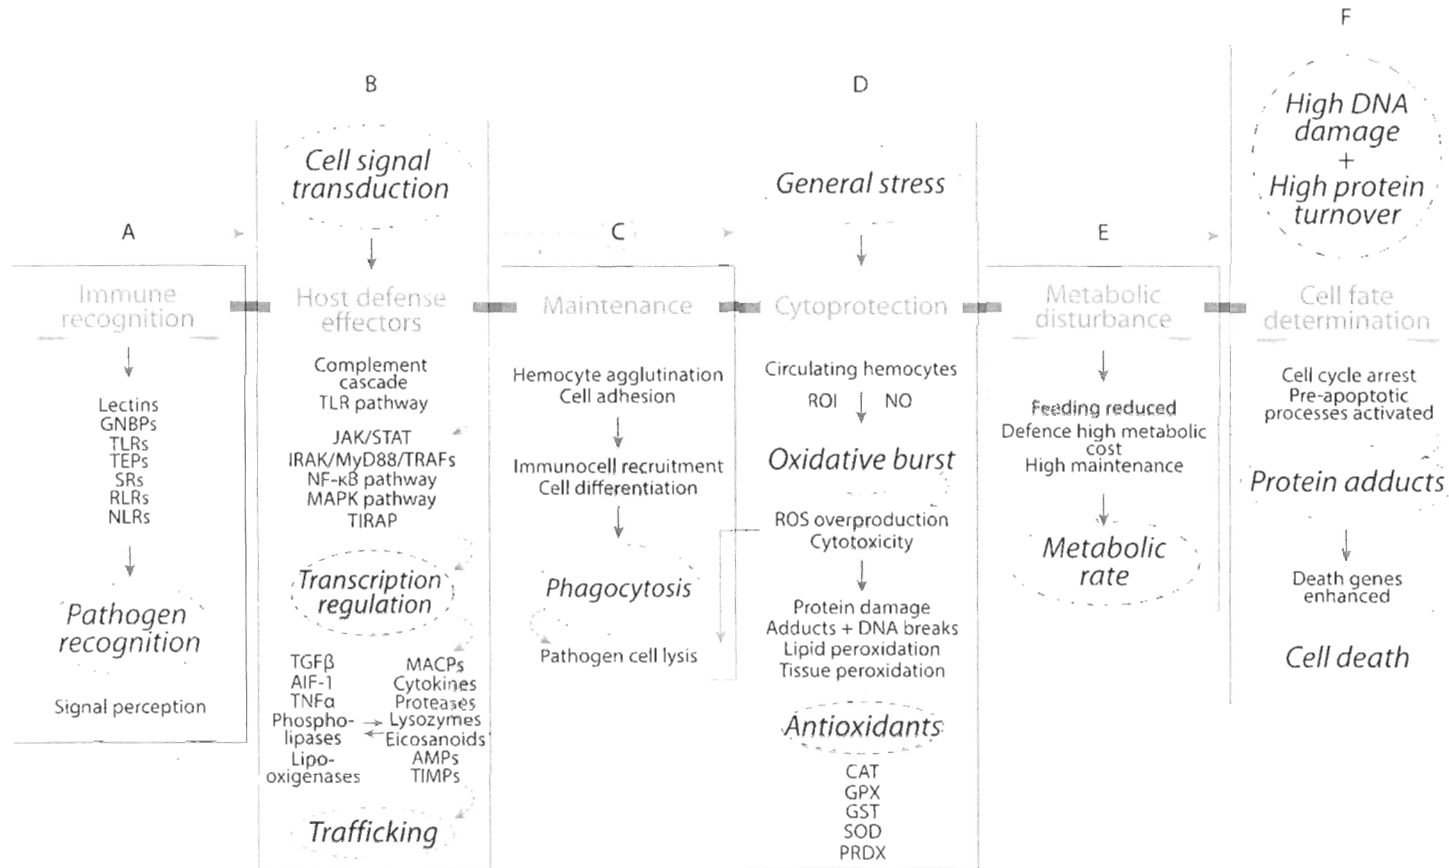 A
Immune
recognition
Lectins
GNBPs
TLRs
TEPs
SRs
RLRs
NLRs
Pathogen
recognition
Signal perception
B
Cell signal
transduction
Host defense
effectors
Complement
cascade
TLR pathway
JAK/STAT
IRAK/MyD88/TRAFs
NF-κB pathway
MAPK pathway
TIRAP
Transcription
regulation
TGFβ
AIF-1
TNFα
Phospho-
lipases
Lipo-
oxigenases
MACPs
Cytokines
Proteases
Lysozymes
Eicosanoids
AMPs
TIMPs
Trafficking
C
Maintenance
Hemocyte agglutination
Cell adhesion
Immunocell recruitment
Cell differentiation
Phagocytosis
Pathogen cell lysis
D
General stress
Cytoprotection
Circulating hemocytes
ROI NO
Oxidative burst
ROS overproduction
Cytotoxicity
Protein damage
Adducts + DNA breaks
Lipid peroxidation
Tissue peroxidation
Antioxidants
CAT
GPX
GST
SOD
PRDX
E
Metabolic
disturbance
Feeding reduced
Defence high metabolic
cost
High maintenance
Metabolic
rate
F
High DNA
damage
+
High protein
turnover
Cell fate
determination
Cell cycle arrest
Pre-apoptotic
processes activated
Protein adducts
Death genes
enhanced
Cell death